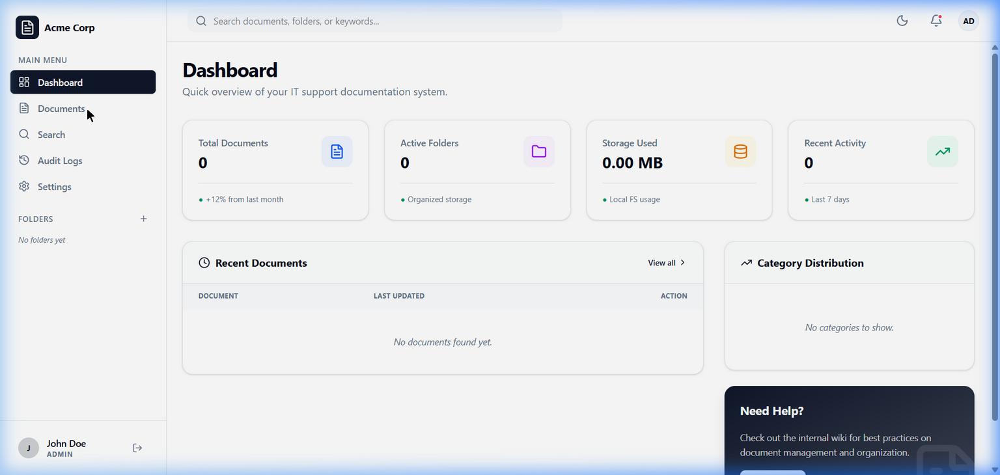 Acme Corp
Search documents, folders, or keywords...
AD
MAIN MENU
Dashboard
Documents
Search
Audit Logs
Settings
FOLDERS
No folders yet
John Doe
J
ADMIN
Dashboard
Quick overview of your IT support documentation system.
Total Documents
0
+12% from last month
Active Folders
0
Organized storage
Storage Used
0.00 MB
Local FS usage
Recent Activity
0
Last 7 days
Recent Documents
View all
DOCUMENT LAST UPDATED ACTION
No documents found yet.
Category Distribution
No categories to show.
Need Help?
Check out the internal wiki for best practices on
document management and organization.